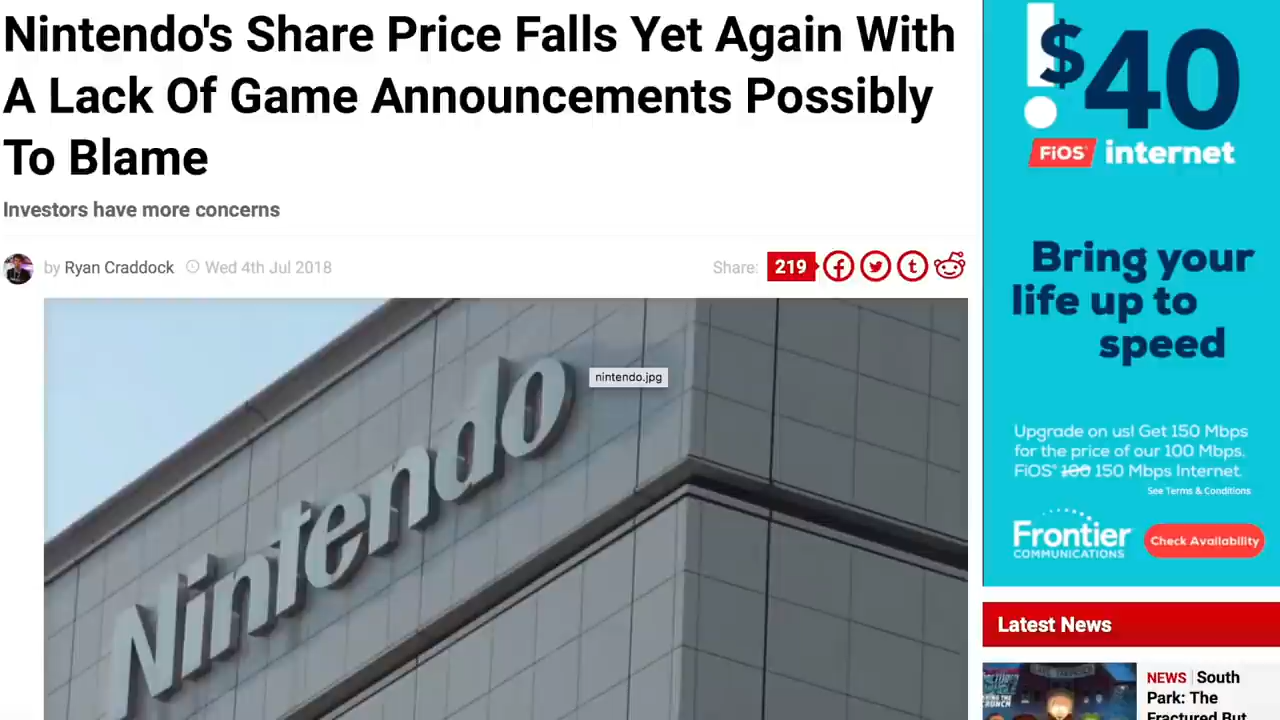 Nintendo's Share Price Falls Yet Again With
A Lack Of Game Announcements Possibly
To Blame
Investors have more concerns
by Ryan Craddock Wed 4th Jul 2018
Share: 219
Nintendo
nintendo.jpg
$40
FiOS internet
Bring your
life up to
speed
Upgrade on us! Get 150 Mbps
for the price of our 100 Mbps.
FiOS® 100 150 Mbps Internet.
See Terms & Conditions
Frontier
COMMUNICATIONS
Check Availability
Latest News
NEWS South
Park: The
Fractured But